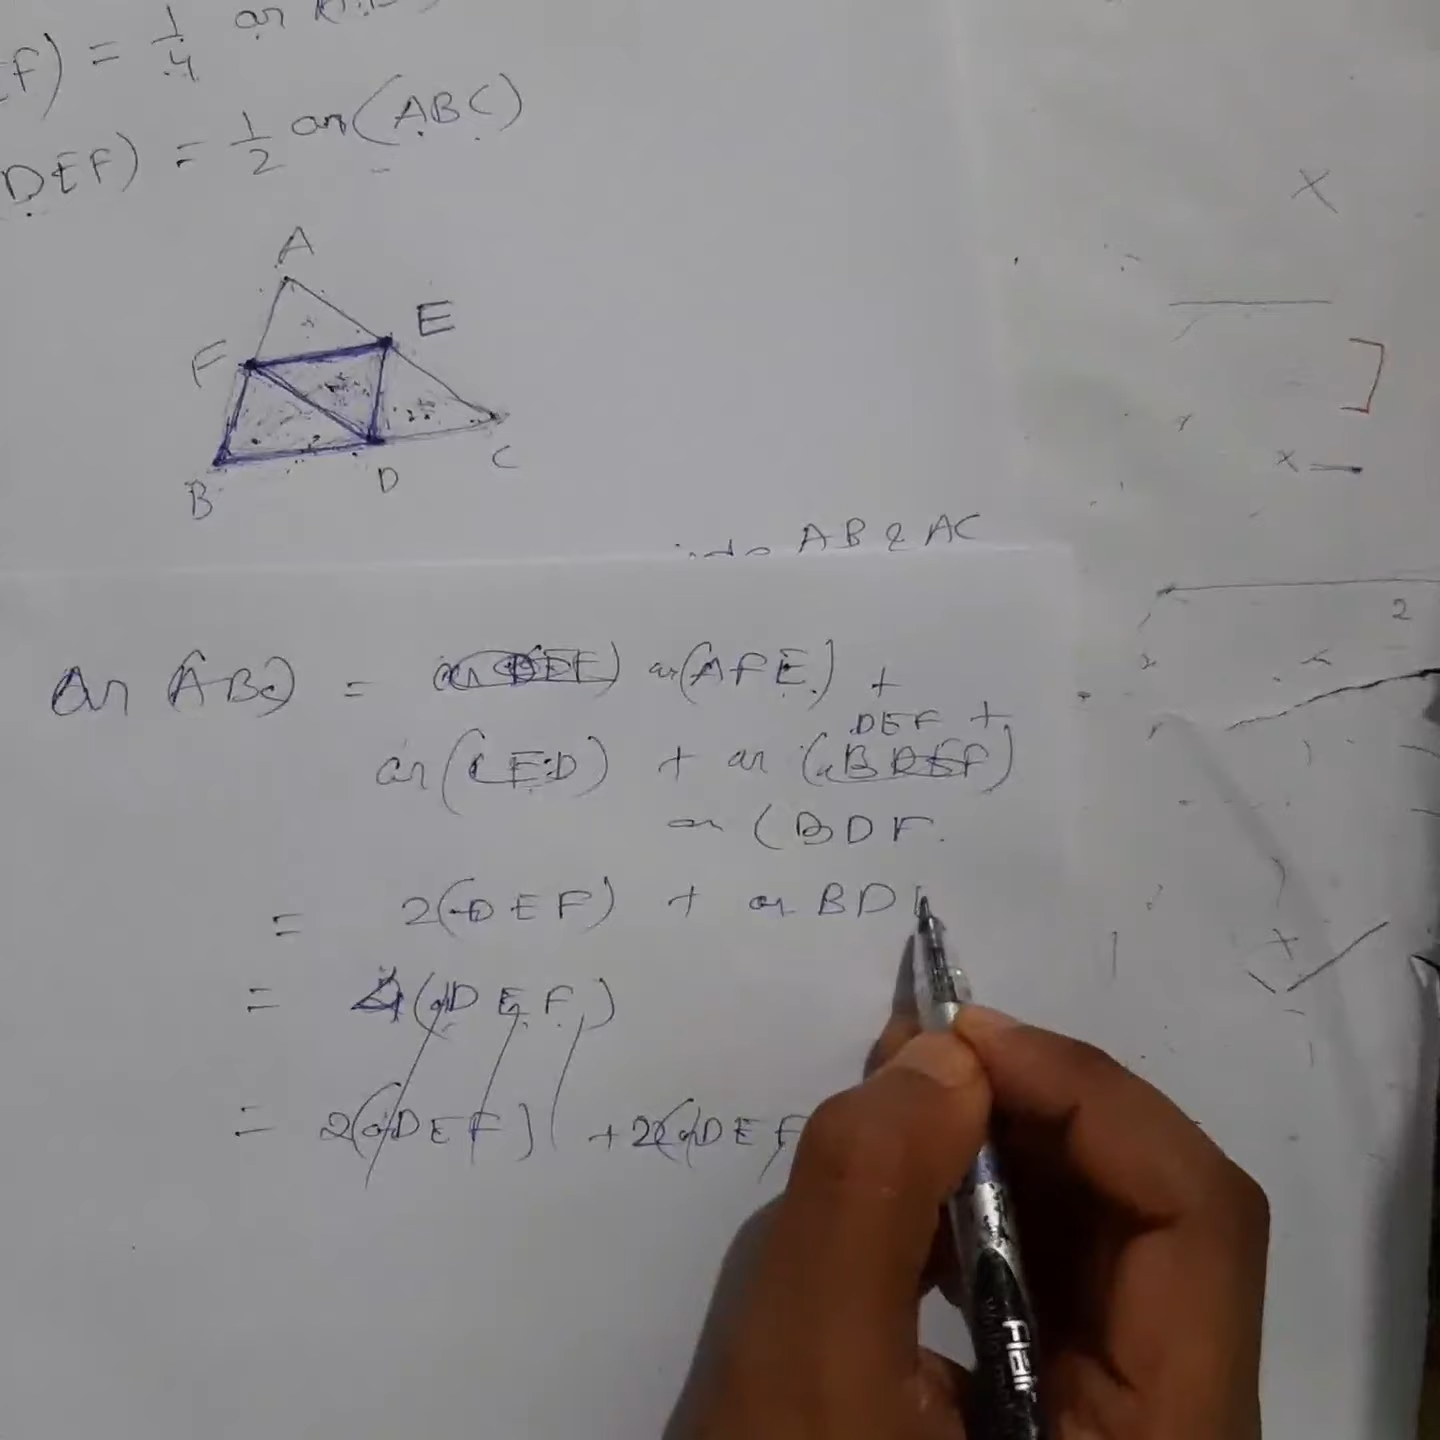 EF) = 1/4 ar
DEF) = 1/2 ar(ABC)
A
E
F
B
D
C
AB & AC
ar ABC) = ar(AFE) +
DEF +
ar(CED) + ar (BDEF)
ar (BDF.
= 2(DEF) + ar BD
= 4(DEF)
= 2(DEF) + 2(DEF
X
]
x
2
Flair